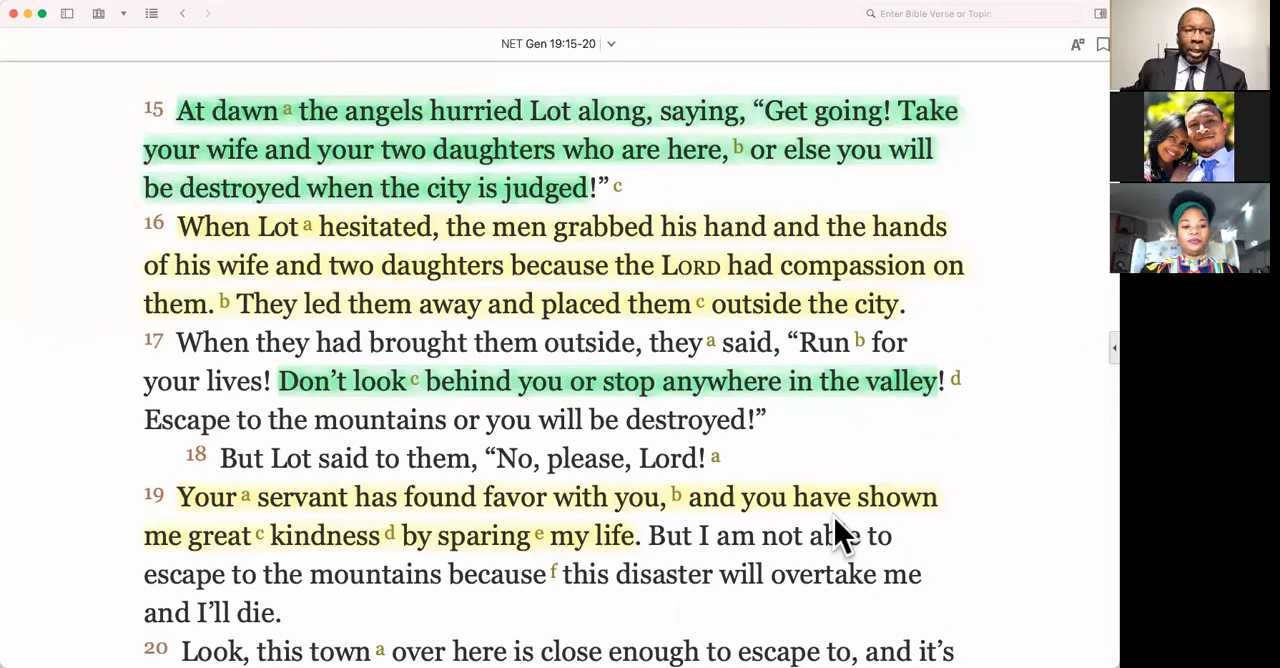 Enter Bible Verse or Topic
NET Gen 19:15-20
15 At dawn a the angels hurried Lot along, saying, “Get going! Take
your wife and your two daughters who are here, b or else you will
be destroyed when the city is judged!” c
16 When Lot a hesitated, the men grabbed his hand and the hands
of his wife and two daughters because the LORD had compassion on
them. b They led them away and placed them c outside the city.
17 When they had brought them outside, they a said, “Run b for
your lives! Don’t look c behind you or stop anywhere in the valley! d
Escape to the mountains or you will be destroyed!”
18 But Lot said to them, “No, please, Lord! a
19 Your a servant has found favor with you, b and you have shown
me great c kindness d by sparing e my life. But I am not able to
escape to the mountains because f this disaster will overtake me
and I’ll die.
20 Look, this town a over here is close enough to escape to, and it’s